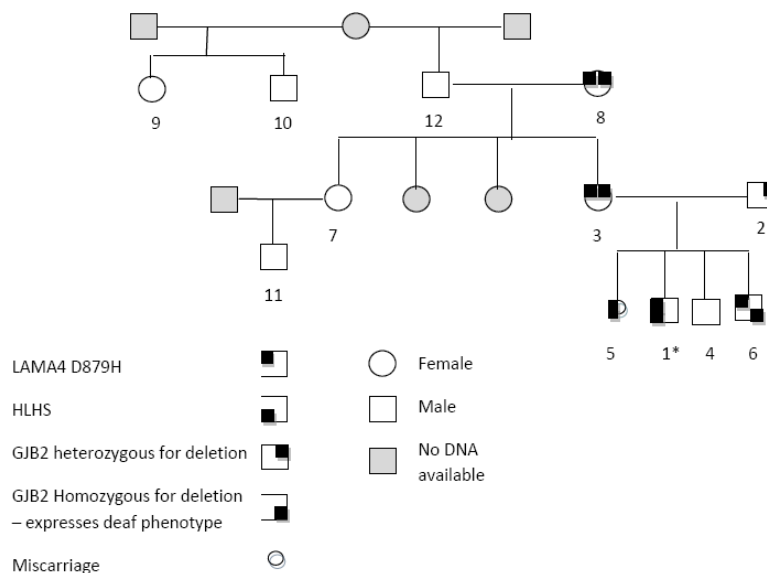 9
10
12
8
7
3
2
11
5
1*
4
6
LAMA4 D879H
HLHS
GJB2 heterozygous for deletion
GJB2 Homozygous for deletion
– expresses deaf phenotype
Miscarriage
Female
Male
No DNA
available